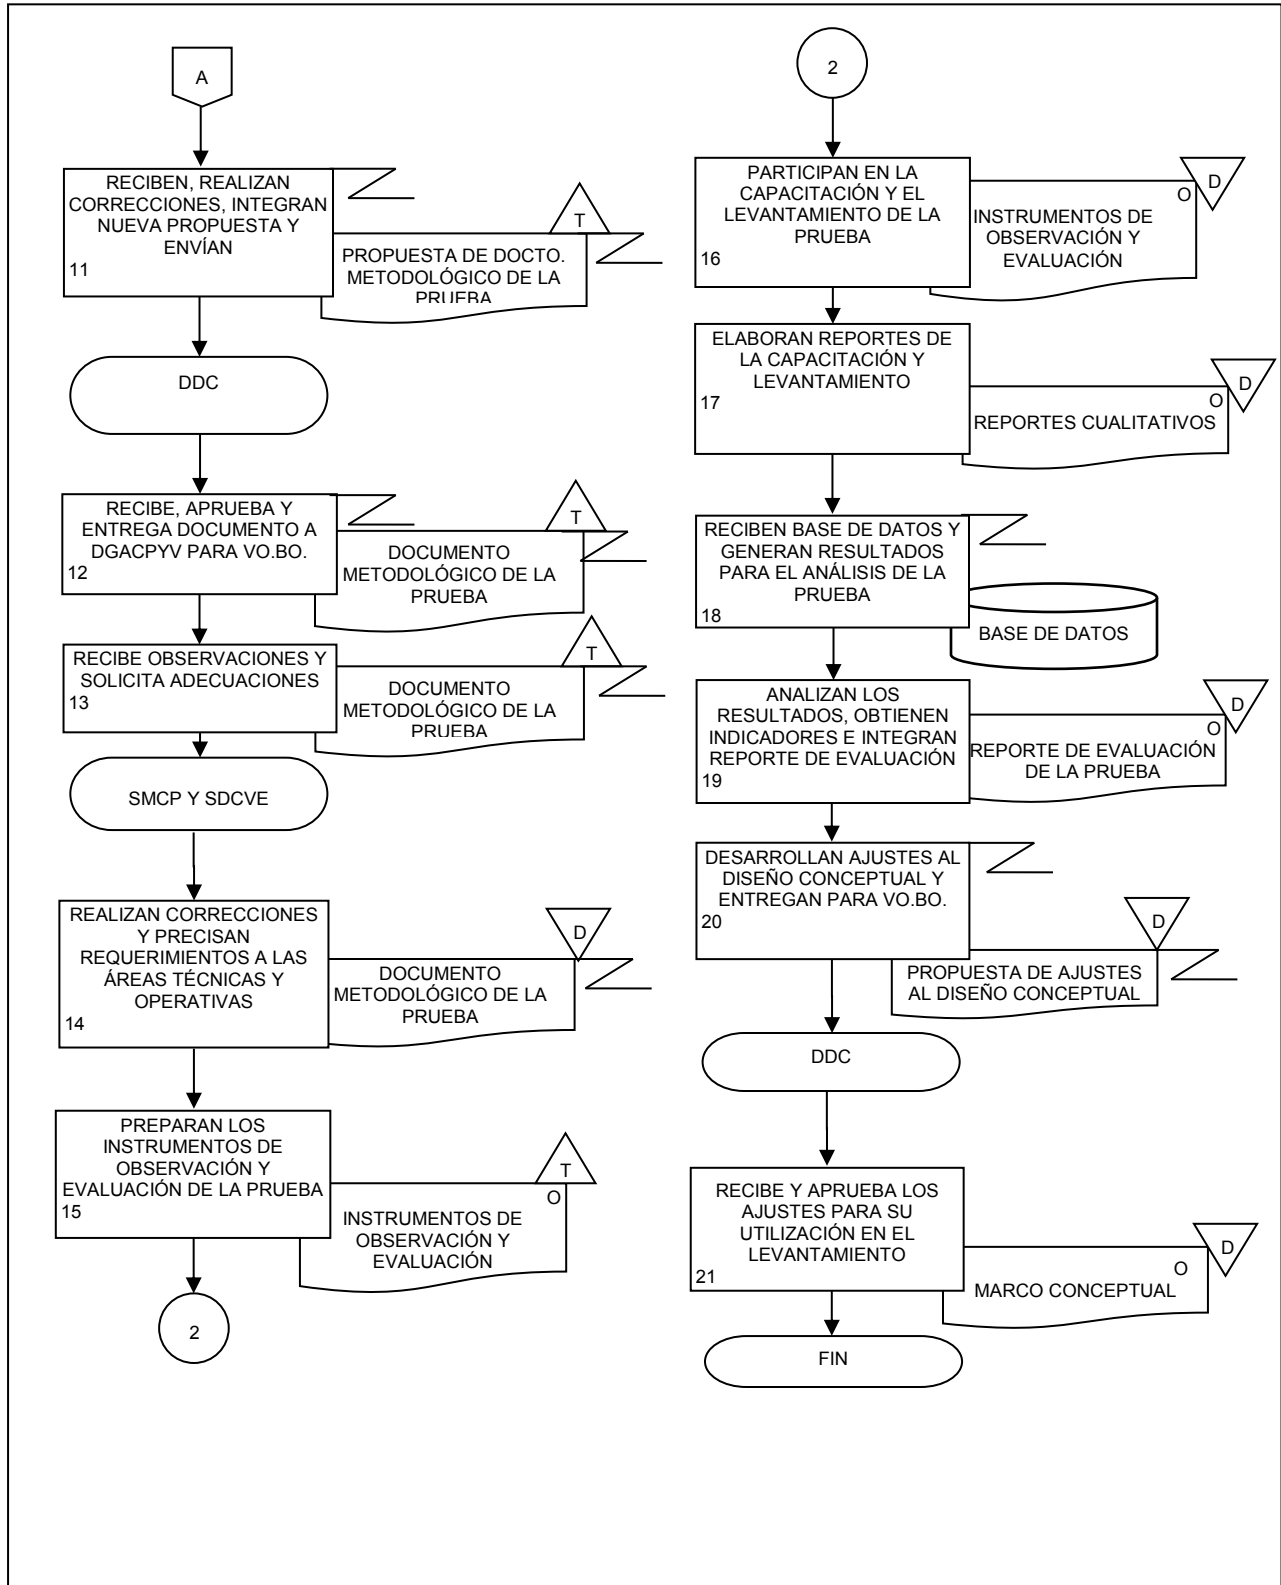 A
RECIBEN, REALIZAN
CORRECCIONES, INTEGRAN
NUEVA PROPUESTA Y
ENVÍAN
11
T
PROPUESTA DE DOCTO.
METODOLÓGICO DE LA
PRUEBA
DDC
RECIBE, APRUEBA Y
ENTREGA DOCUMENTO A
DGACPYV PARA VO.BO.
12
T
DOCUMENTO
METODOLÓGICO DE LA
PRUEBA
RECIBE OBSERVACIONES Y
SOLICITA ADECUACIONES
13
T
DOCUMENTO
METODOLÓGICO DE LA
PRUEBA
SMCP Y SDCVE
REALIZAN CORRECCIONES
Y PRECISAN
REQUERIMIENTOS A LAS
ÁREAS TÉCNICAS Y
OPERATIVAS
14
D
DOCUMENTO
METODOLÓGICO DE LA
PRUEBA
PREPARAN LOS
INSTRUMENTOS DE
OBSERVACIÓN Y
EVALUACIÓN DE LA PRUEBA
15
T
O
INSTRUMENTOS DE
OBSERVACIÓN Y
EVALUACIÓN
2
2
PARTICIPAN EN LA
CAPACITACIÓN Y EL
LEVANTAMIENTO DE LA
PRUEBA
16
D
O
INSTRUMENTOS DE
OBSERVACIÓN Y
EVALUACIÓN
ELABORAN REPORTES DE
LA CAPACITACIÓN Y
LEVANTAMIENTO
17
D
O
REPORTES CUALITATIVOS
RECIBEN BASE DE DATOS Y
GENERAN RESULTADOS
PARA EL ANÁLISIS DE LA
PRUEBA
18
BASE DE DATOS
ANALIZAN LOS
RESULTADOS, OBTIENEN
INDICADORES E INTEGRAN
REPORTE DE EVALUACIÓN
19
D
O
REPORTE DE EVALUACIÓN
DE LA PRUEBA
DESARROLLAN AJUSTES AL
DISEÑO CONCEPTUAL Y
ENTREGAN PARA VO.BO.
20
D
PROPUESTA DE AJUSTES
AL DISEÑO CONCEPTUAL
DDC
RECIBE Y APRUEBA LOS
AJUSTES PARA SU
UTILIZACIÓN EN EL
LEVANTAMIENTO
21
D
O
MARCO CONCEPTUAL
FIN